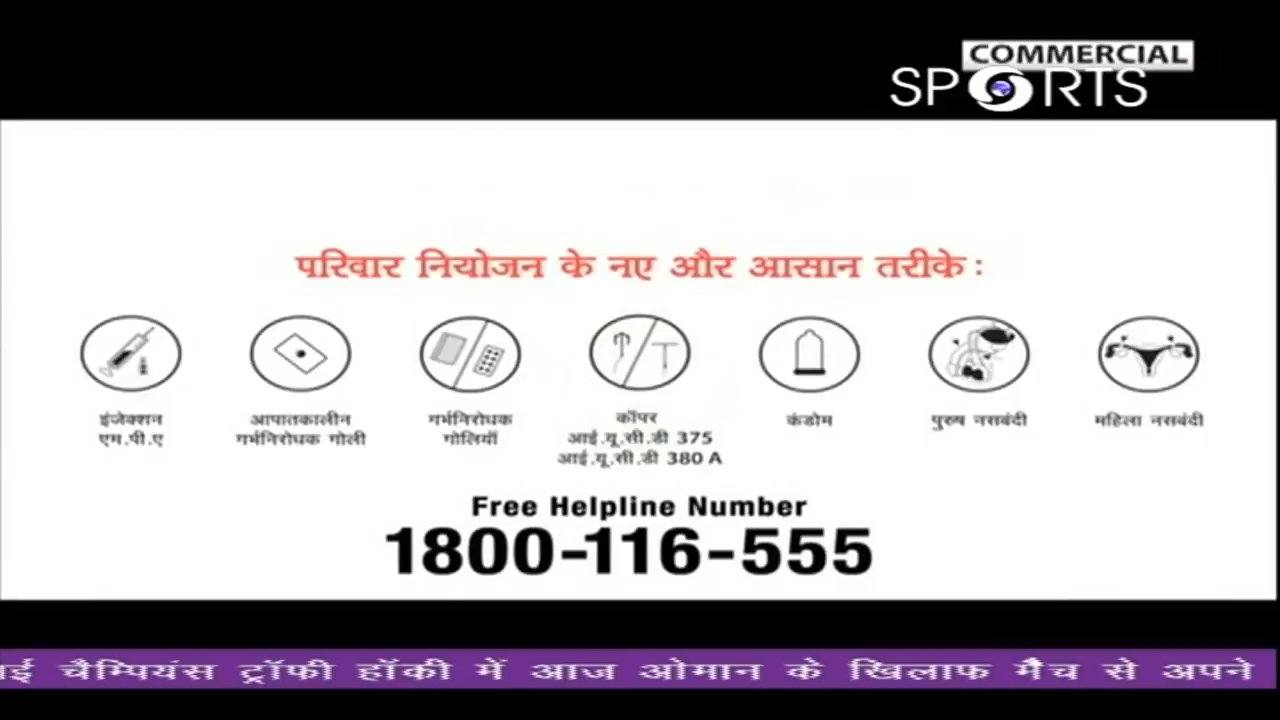 COMMERCIAL
SPORTS
परिवार नियोजन के नए और आसान तरीके :
इंजेक्शन
एम.पी.ए
आपातकालीन
गर्भनिरोधक गोली
गर्भनिरोधक
गोलियाँ
कॉपर
आई.यू.सी.डी 375
आई.यू.सी.डी 380 A
कंडोम
पुरुष नसबंदी
महिला नसबंदी
Free Helpline Number
1800-116-555
ई चैम्पियंस ट्रॉफी हॉकी में आज ओमान के खिलाफ मैच से अपने